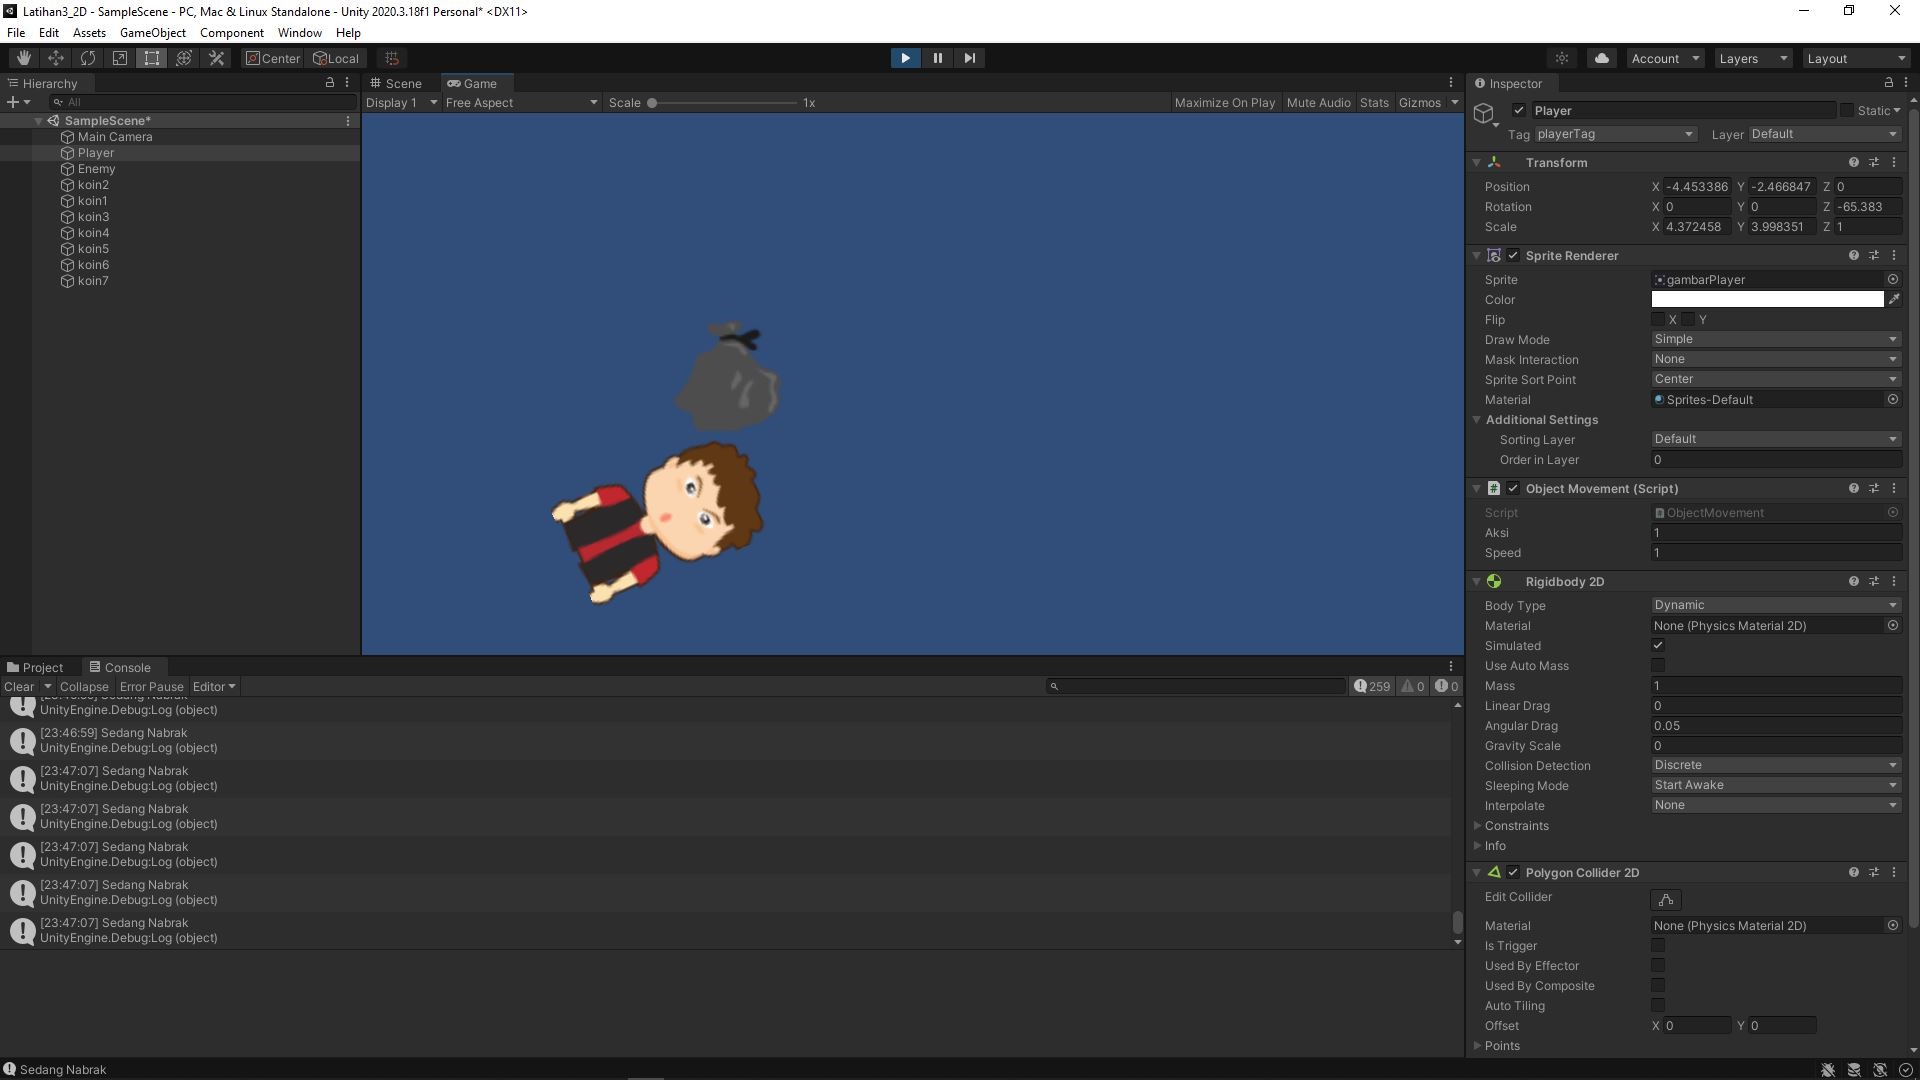 Latihan3_2D - SampleScene - PC, Mac & Linux Standalone - Unity 2020.3.18f1 Personal* <DX11>
File Edit Assets GameObject Component Window Help
Center Local Account Layers Layout
Hierarchy
All
SampleScene*
Main Camera
Player
Enemy
koin2
koin1
koin3
koin4
koin5
koin6
koin7
Scene Game
Display 1 Free Aspect Scale 1x Maximize On Play Mute Audio Stats Gizmos
Project Console
Clear Collapse Error Pause Editor 259 0 0
UnityEngine.Debug:Log (object)
[23:46:59] Sedang Nabrak
UnityEngine.Debug:Log (object)
[23:47:07] Sedang Nabrak
UnityEngine.Debug:Log (object)
[23:47:07] Sedang Nabrak
UnityEngine.Debug:Log (object)
[23:47:07] Sedang Nabrak
UnityEngine.Debug:Log (object)
[23:47:07] Sedang Nabrak
UnityEngine.Debug:Log (object)
[23:47:07] Sedang Nabrak
UnityEngine.Debug:Log (object)
Sedang Nabrak
Inspector
Player Static
Tag playerTag Layer Default
Transform
Position X -4.453386 Y -2.466847 Z 0
Rotation X 0 Y 0 Z -65.383
Scale X 4.372458 Y 3.998351 Z 1
Sprite Renderer
Sprite gambarPlayer
Color
Flip X Y
Draw Mode Simple
Mask Interaction None
Sprite Sort Point Center
Material Sprites-Default
Additional Settings
Sorting Layer Default
Order in Layer 0
Object Movement (Script)
Script ObjectMovement
Aksi 1
Speed 1
Rigidbody 2D
Body Type Dynamic
Material None (Physics Material 2D)
Simulated
Use Auto Mass
Mass 1
Linear Drag 0
Angular Drag 0.05
Gravity Scale 0
Collision Detection Discrete
Sleeping Mode Start Awake
Interpolate None
Constraints
Info
Polygon Collider 2D
Edit Collider
Material None (Physics Material 2D)
Is Trigger
Used By Effector
Used By Composite
Auto Tiling
Offset X 0 Y 0
Points